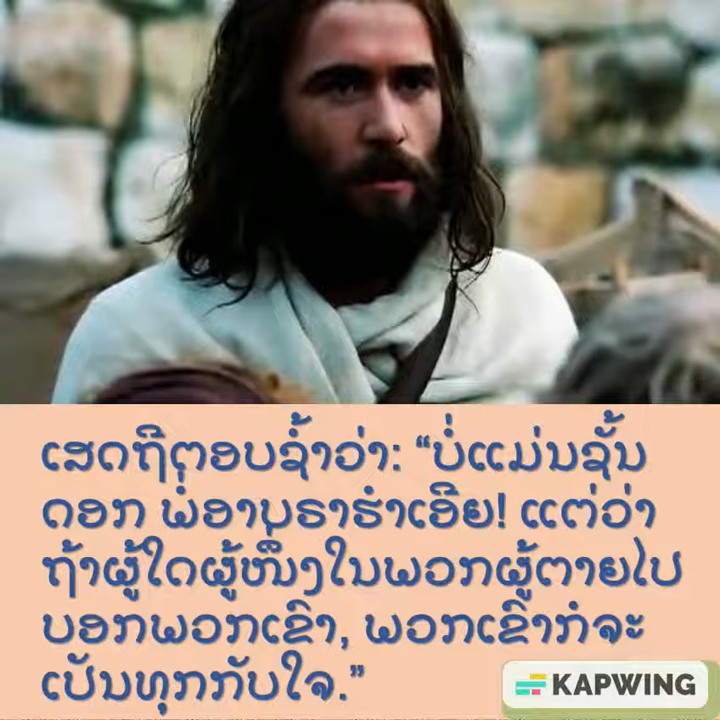 ເສດຖີຕອບຊ້ຳວ່າ: “ບໍ່ແມ່ນຊັ້ນ
ດອກ ພໍ່ອາບຣາຮຳເອີຍ! ແຕ່ວ່າ
ຖ້າຜູ້ໃດຜູ້ໜຶ່ງໃນພວກຜູ້ຕາຍໄປ
ບອກພວກເຂົາ, ພວກເຂົາກໍຈະ
ເປັນທຸກກັບໃຈ.”
KAPWING